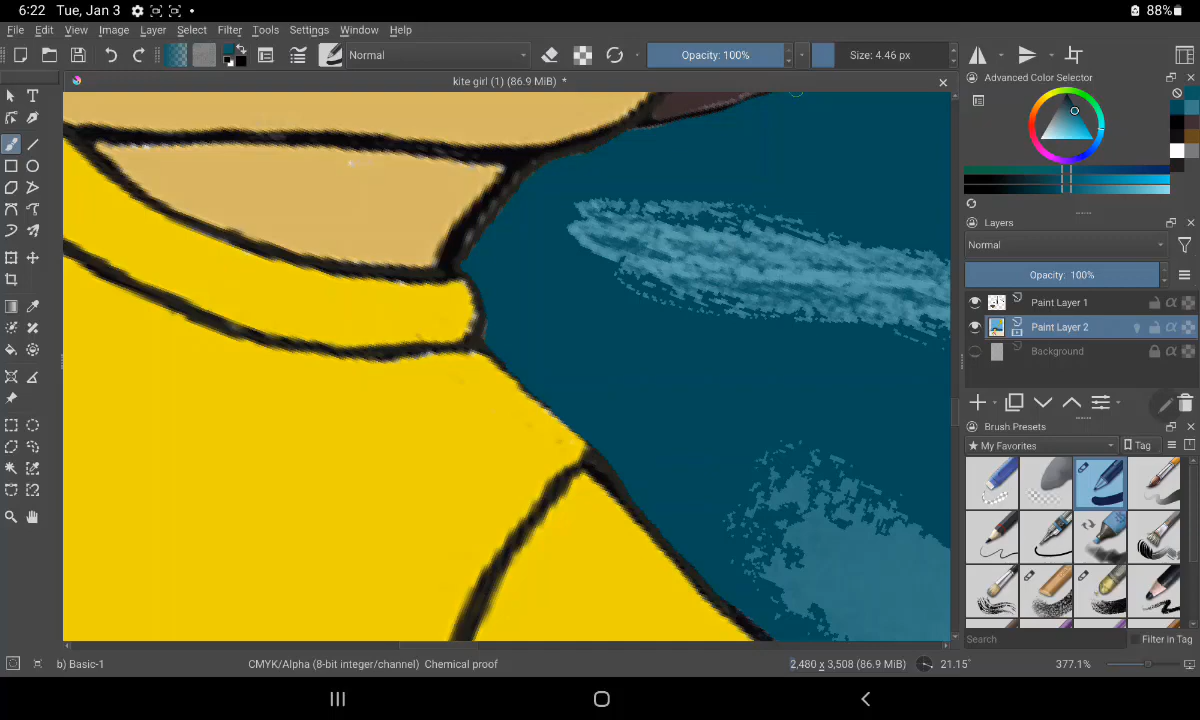 6:22 Tue, Jan 3 88%
File Edit View Image Layer Select Filter Tools Settings Window Help
Normal Opacity: 100% Size: 4.46 px
kite girl (1) (86.9 MiB) *
Advanced Color Selector
Layers
Normal
Opacity: 100%
Paint Layer 1
Paint Layer 2
Background
Brush Presets
★ My Favorites Tag
Search Filter in Tag
b) Basic-1 CMYK/Alpha (8-bit integer/channel) Chemical proof 2,480 x 3,508 (86.9 MiB) 21.15° 377.1%